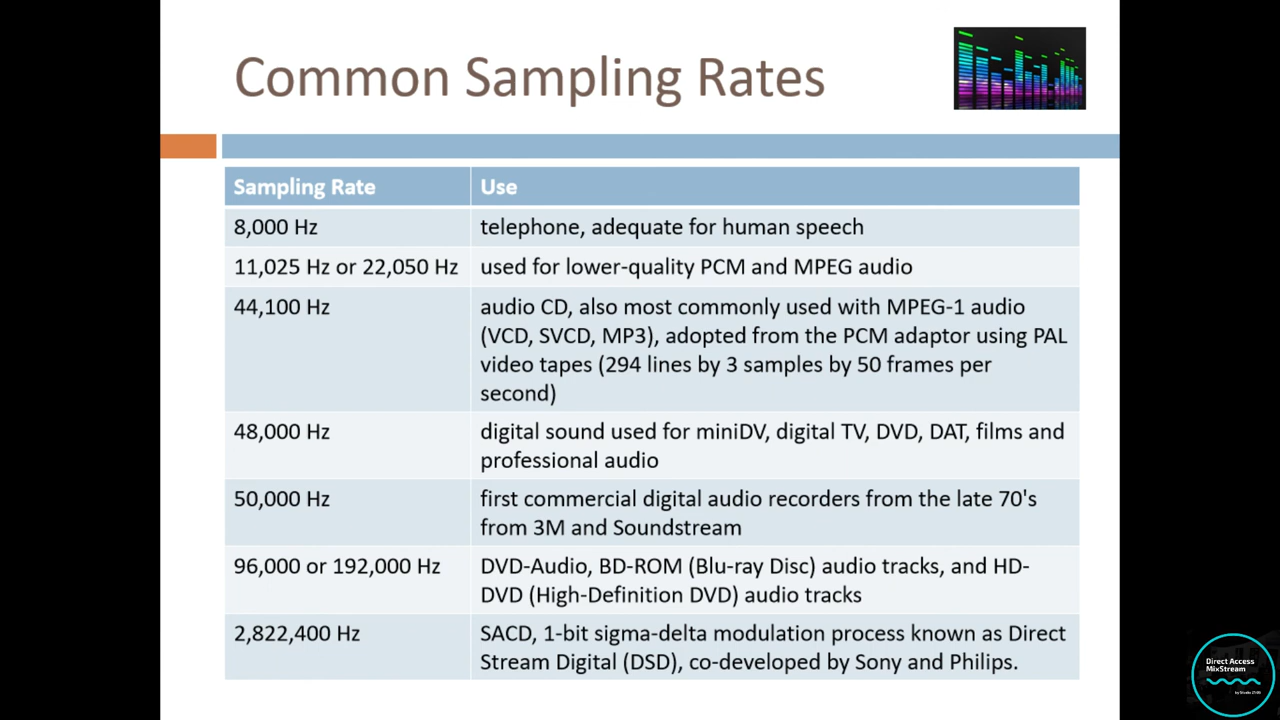 Common Sampling Rates
Sampling Rate
Use
8,000 Hz
telephone, adequate for human speech
11,025 Hz or 22,050 Hz
used for lower-quality PCM and MPEG audio
44,100 Hz
audio CD, also most commonly used with MPEG-1 audio
(VCD, SVCD, MP3), adopted from the PCM adaptor using PAL
video tapes (294 lines by 3 samples by 50 frames per
second)
48,000 Hz
digital sound used for miniDV, digital TV, DVD, DAT, films and
professional audio
50,000 Hz
first commercial digital audio recorders from the late 70's
from 3M and Soundstream
96,000 or 192,000 Hz
DVD-Audio, BD-ROM (Blu-ray Disc) audio tracks, and HD-
DVD (High-Definition DVD) audio tracks
2,822,400 Hz
SACD, 1-bit sigma-delta modulation process known as Direct
Stream Digital (DSD), co-developed by Sony and Philips.
Direct Access
MixStream